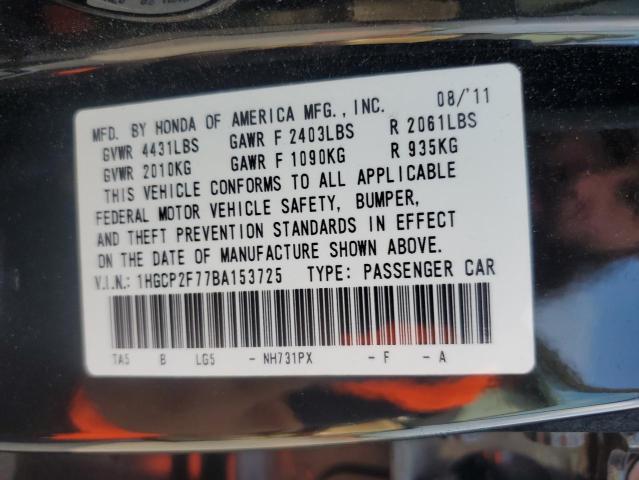 MFD. BY HONDA OF AMERICA MFG., INC. 08/'11
GVWR 4431LBS GAWR F 2403LBS R 2061LBS
GVWR 2010KG GAWR F 1090KG R 935KG
THIS VEHICLE CONFORMS TO ALL APPLICABLE
FEDERAL MOTOR VEHICLE SAFETY, BUMPER,
AND THEFT PREVENTION STANDARDS IN EFFECT
ON THE DATE OF MANUFACTURE SHOWN ABOVE.
V.I.N.: 1HGCP2F77BA153725 TYPE: PASSENGER CAR
TA5 B LG5 - NH731PX - F - A